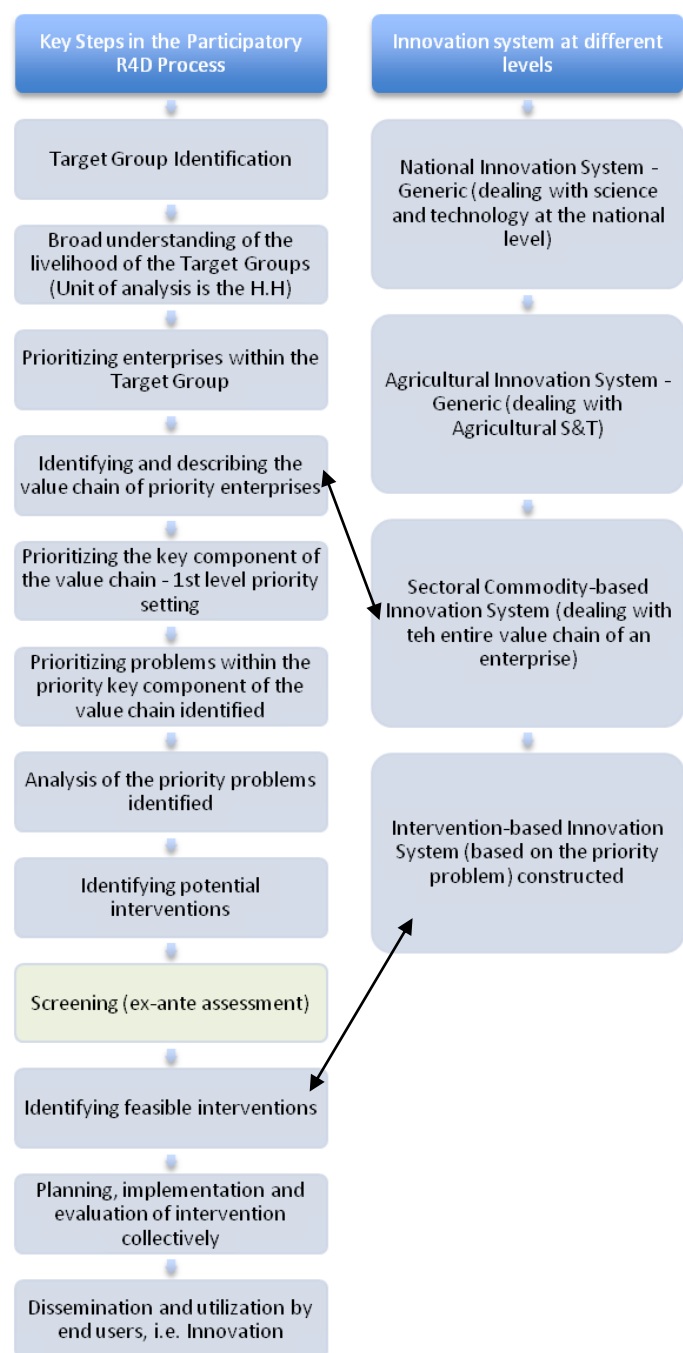 Key Steps in the Participatory
R4D Process
Target Group Identification
Broad understanding of the
livelihood of the Target Groups
(Unit of analysis is the H.H)
Prioritizing enterprises within the
Target Group
Identifying and describing the
value chain of priority enterprises
Prioritizing the key component of
the value chain - 1st level priority
setting
Prioritizing problems within the
priority key component of the
value chain identified
Analysis of the priority problems
identified
Identifying potential
interventions
Screening (ex-ante assessment)
Identifying feasible interventions
Planning, implementation and
evaluation of intervention
collectively
Dissemination and utilization by
end users, i.e. Innovation
Innovation system at different
levels
National Innovation System -
Generic (dealing with science
and technology at the national
level)
Agricultural Innovation System -
Generic (dealing with
Agricultural S&T)
Sectoral Commodity-based
Innovation System (dealing with
teh entire value chain of an
enterprise)
Intervention-based Innovation
System (based on the priority
problem) constructed